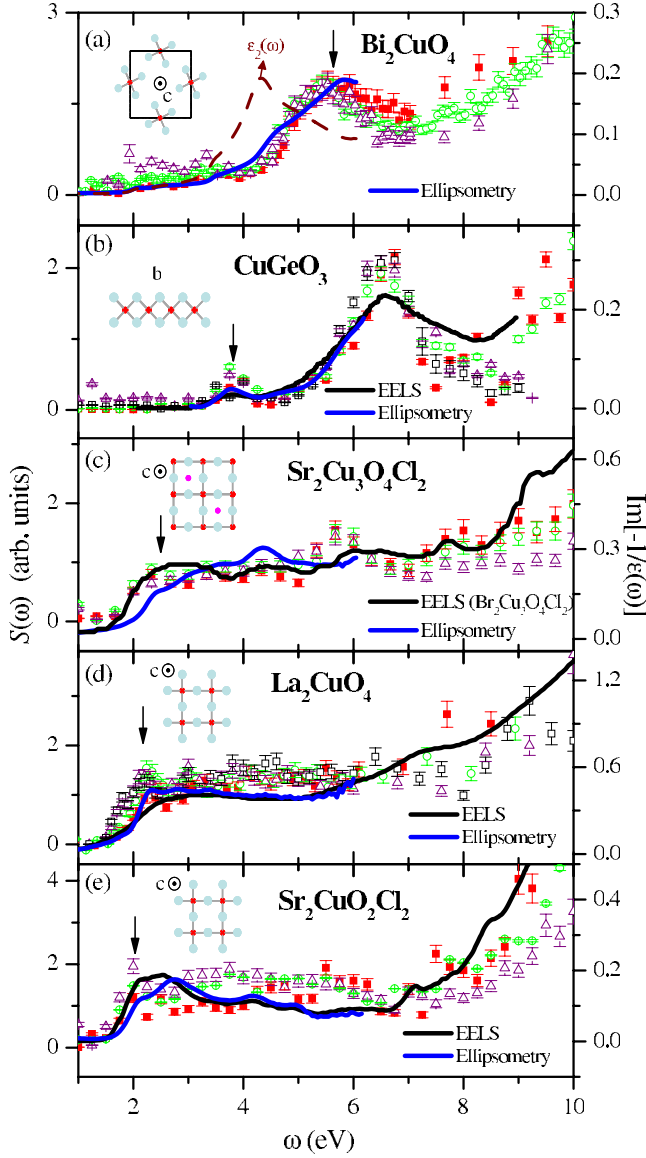 (a)
ε₂(ω)
Bi₂CuO₄
c
Ellipsometry
3
0
0.3
0.2
0.1
0.0
(b)
b
CuGeO₃
EELS
Ellipsometry
2
0
0.2
0.0
(c)
c
Sr₂Cu₃O₄Cl₂
EELS (Br₂Cu₃O₄Cl₂)
Ellipsometry
2
0
0.6
0.3
0.0
S(ω) (arb. units)
Im[-1/ε(ω)]
(d)
c
La₂CuO₄
EELS
Ellipsometry
2
0
1.2
0.6
0.0
(e)
c
Sr₂CuO₂Cl₂
EELS
Ellipsometry
4
2
0
0.4
0.2
0.0
2 4 6 8 10
ω (eV)